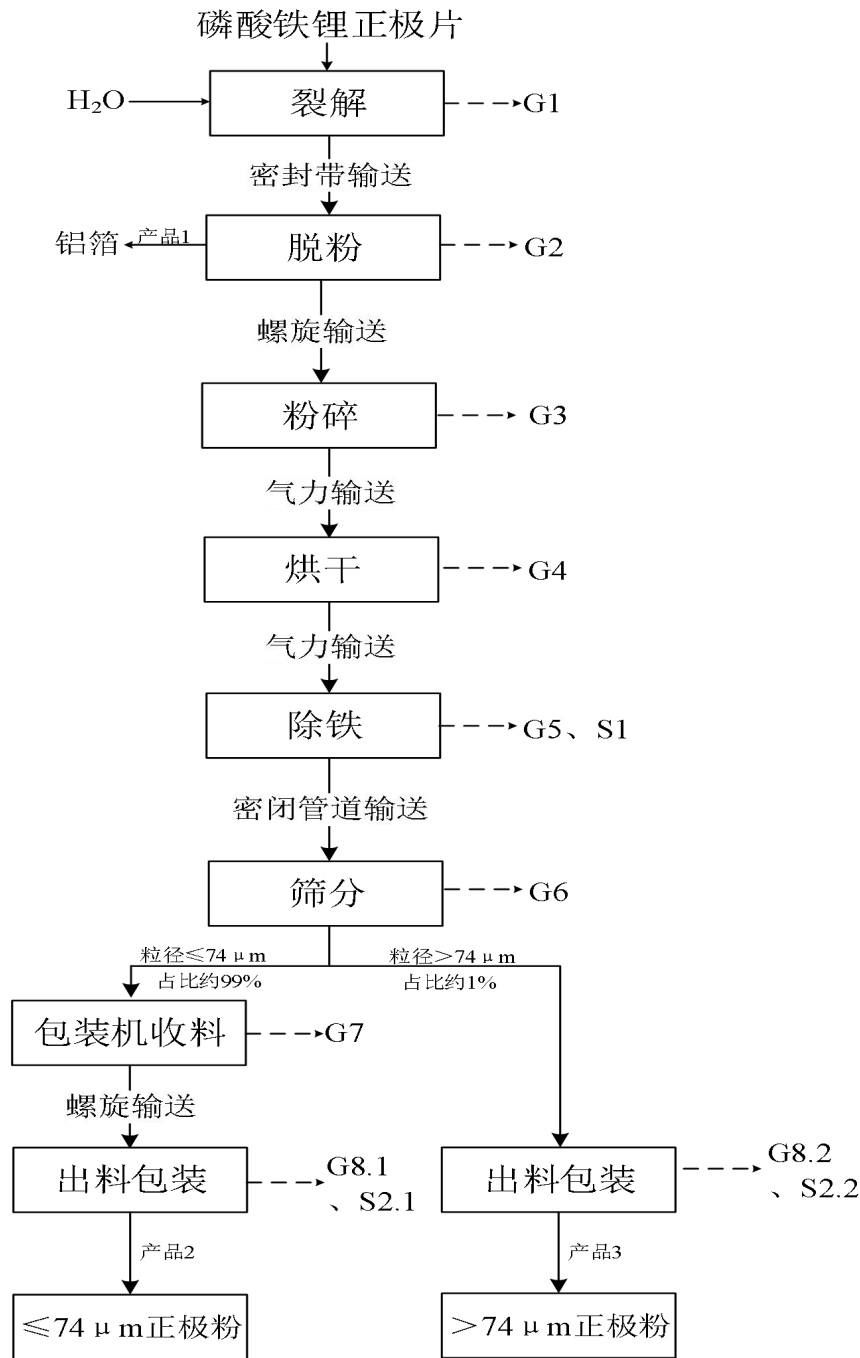 磷酸铁锂正极片
H₂O
裂解
G1
密封带输送
铝箔
产品1
脱粉
G2
螺旋输送
粉碎
G3
气力输送
烘干
G4
气力输送
除铁
G5、S1
密闭管道输送
筛分
G6
粒径≤74μm
占比约99%
粒径>74μm
占比约1%
包装机收料
G7
螺旋输送
出料包装
G8.1
、S2.1
出料包装
G8.2
、S2.2
产品2
产品3
≤74μm正极粉
>74μm正极粉